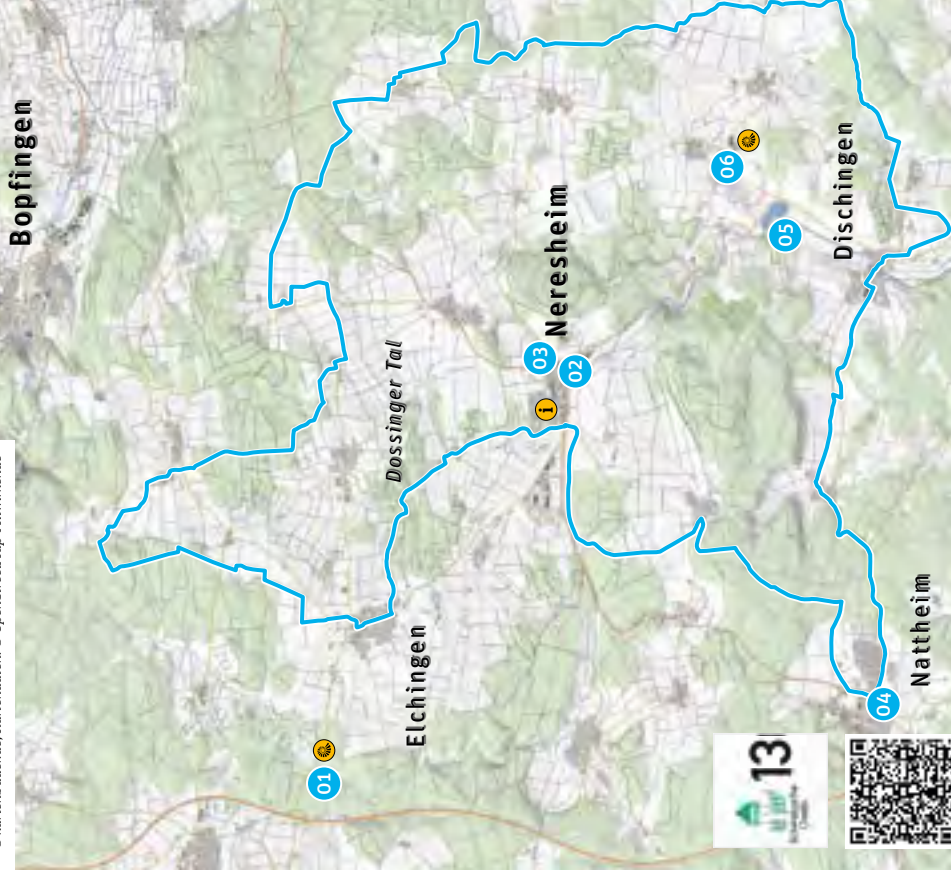 Bopfingen
Dossinger Tal
Neresheim
03
02
i
06
05
Dischingen
Elchingen
01
Nattheim
04
13